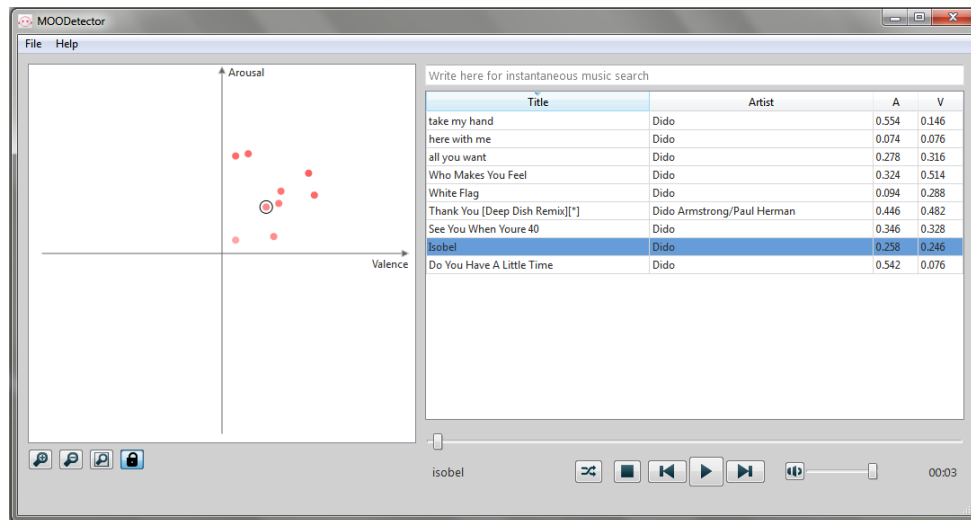 MOODetector
File Help
Arousal
Valence
Write here for instantaneous music search
Title Artist A V
take my hand Dido 0.554 0.146
here with me Dido 0.074 0.076
all you want Dido 0.278 0.316
Who Makes You Feel Dido 0.324 0.514
White Flag Dido 0.094 0.288
Thank You [Deep Dish Remix][*] Dido Armstrong/Paul Herman 0.446 0.482
See You When Youre 40 Dido 0.346 0.328
Isobel Dido 0.258 0.246
Do You Have A Little Time Dido 0.542 0.076
isobel 00:03